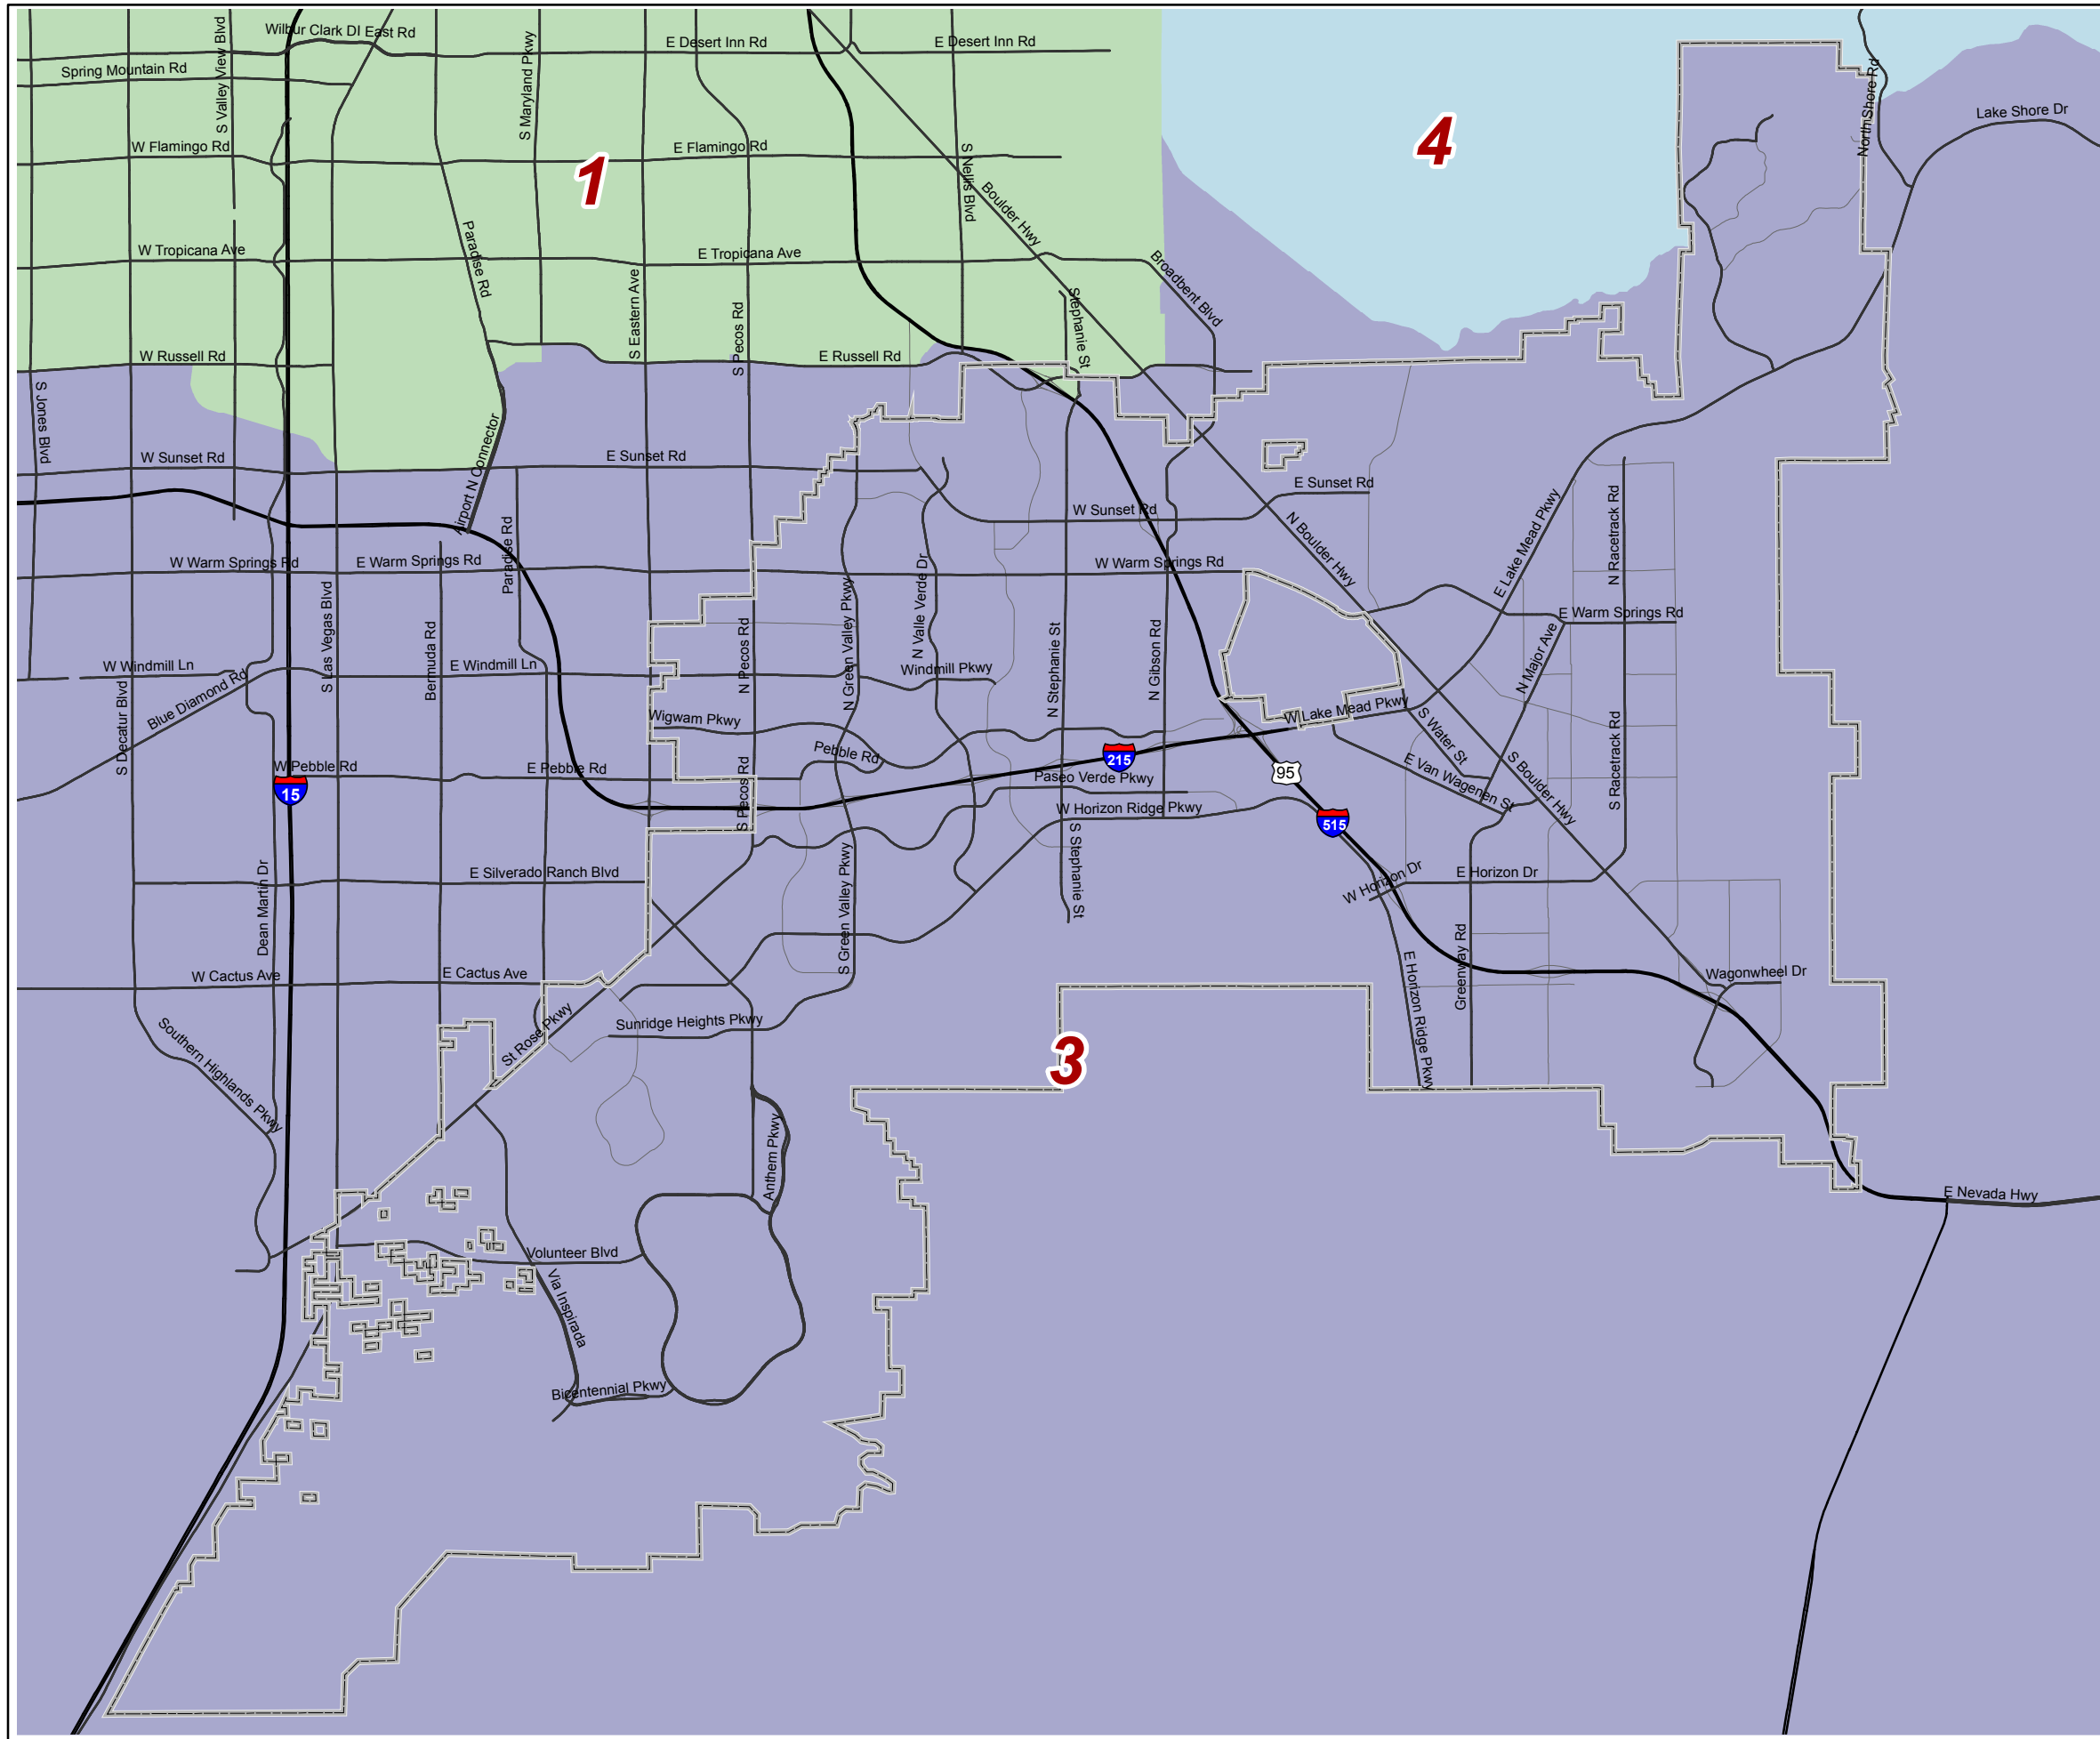 Wilbur Clark DI East Rd
E Desert Inn Rd
E Desert Inn Rd
Spring Mountain Rd
S Valley View Blvd
S Maryland Pkwy
Lake Shore Dr
North Shore Rd
W Flamingo Rd
E Flamingo Rd
1
4
S Nellis Blvd
Boulder Hwy
Paradise Rd
W Tropicana Ave
E Tropicana Ave
Broadbent Blvd
S Eastern Ave
S Pecos Rd
Stephanie St
W Russell Rd
E Russell Rd
S Jones Blvd
Airport N Connector
W Sunset Rd
E Sunset Rd
E Sunset Rd
W Sunset Rd
N Boulder Hwy
E Lake Mead Pkwy
N Racetrack Rd
Paradise Rd
W Warm Springs Rd
E Warm Springs Rd
W Warm Springs Rd
E Warm Springs Rd
S Las Vegas Blvd
Bermuda Rd
N Pecos Rd
N Green Valley Pkwy
N Valle Verde Dr
N Stephanie St
N Gibson Rd
N Major Ave
W Windmill Ln
E Windmill Ln
Windmill Pkwy
Blue Diamond Rd
S Decatur Blvd
Wigwam Pkwy
W Lake Mead Pkwy
S Water St
S Boulder Hwy
S Racetrack Rd
Pebble Rd
W Pebble Rd
E Pebble Rd
215
95
Paseo Verde Pkwy
E Van Wagenen St
15
S Pecos Rd
W Horizon Ridge Pkwy
515
S Stephanie St
S Green Valley Pkwy
Dean Martin Dr
E Silverado Ranch Blvd
W Horizon Dr
E Horizon Dr
Greenway Rd
E Horizon Ridge Pkwy
W Cactus Ave
E Cactus Ave
Wagonwheel Dr
Southern Highlands Pkwy
St Rose Pkwy
Sunridge Heights Pkwy
3
Anthem Pkwy
E Nevada Hwy
Volunteer Blvd
Via Inspirada
Bicentennial Pkwy